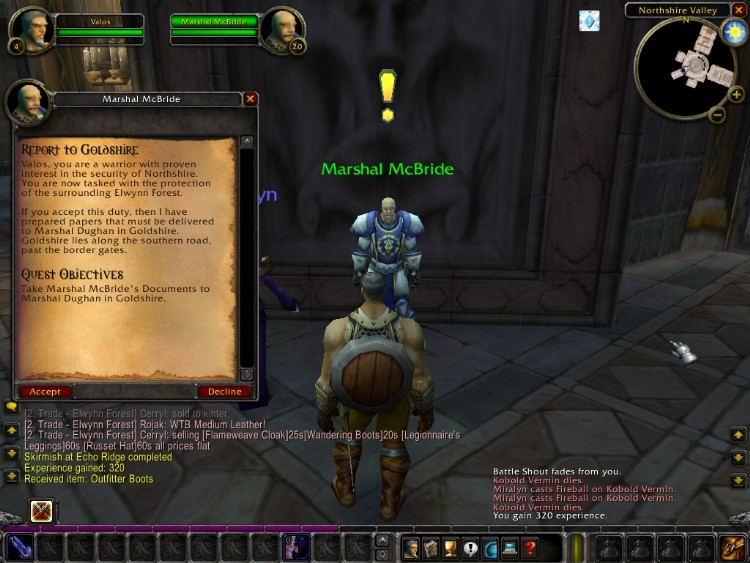 Valos
4
Marshal McBride
20
Northshire Valley
N
Marshal McBride
Report to Goldshire
Valos, you are a warrior with proven
interest in the security of Northshire.
You are now tasked with the protection
of the surrounding Elwynn Forest.
If you accept this duty, then I have
prepared papers that must be delivered
to Marshal Dughan in Goldshire.
Goldshire lies along the southern road,
past the border gates.
Quest Objectives
Take Marshal McBride's Documents to
Marshal Dughan in Goldshire.
Accept
Decline
Marshal McBride
yn
[2. Trade - Elwynn Forest] Cerryl: sold to kinter
[2. Trade - Elwynn Forest] Rojak: WTB Medium Leather!
[2. Trade - Elwynn Forest] Cerryl: selling [Flameweave Cloak]25s[Wandering Boots]20s [Legionnaire's
Leggings]60s [Russet Hat]60s all prices flat
Skirmish at Echo Ridge completed
Experience gained: 320
Received item: Outfitter Boots
Battle Shout fades from you.
Kobold Vermin dies.
Miralyn casts Fireball on Kobold Vermin.
Miralyn casts Fireball on Kobold Vermin.
Kobold Vermin dies.
You gain 320 experience.